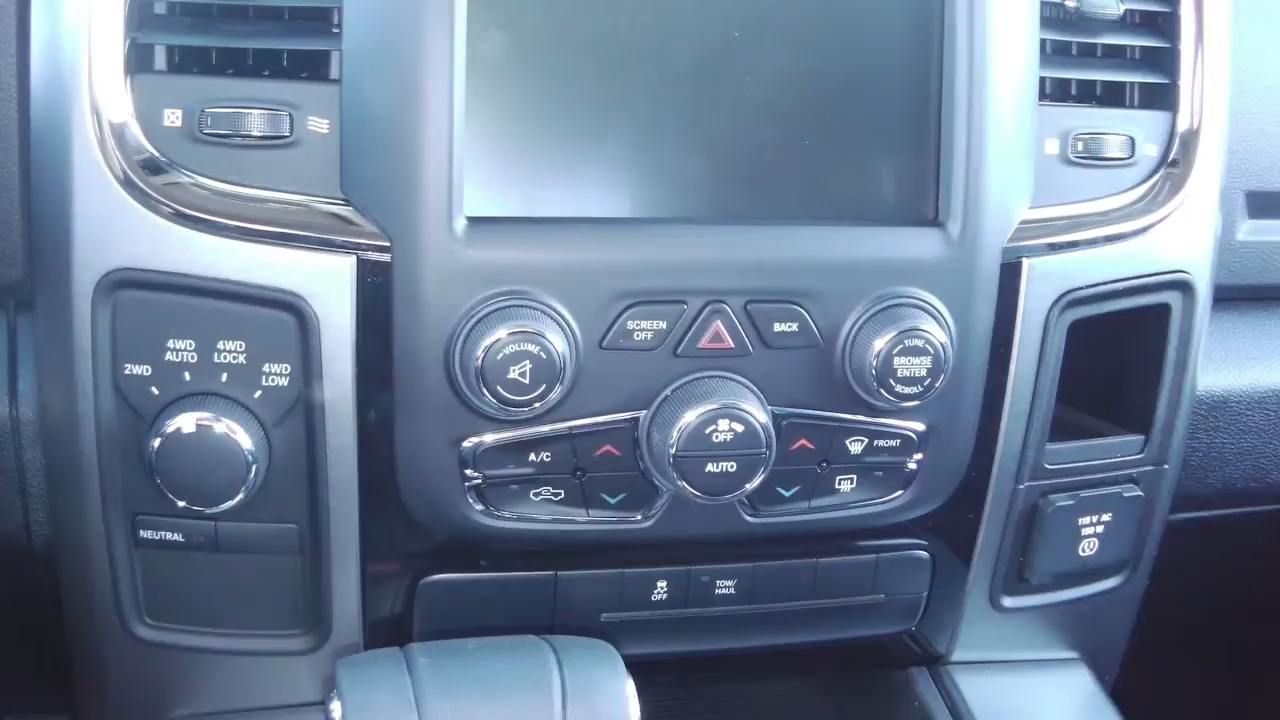 2WD
4WD
AUTO
4WD
LOCK
4WD
LOW
NEUTRAL
VOLUME
SCREEN
OFF
BACK
TUNE
BROWSE
ENTER
SCROLL
A/C
OFF
AUTO
FRONT
OFF
TOW/
HAUL
115 V AC
150 W